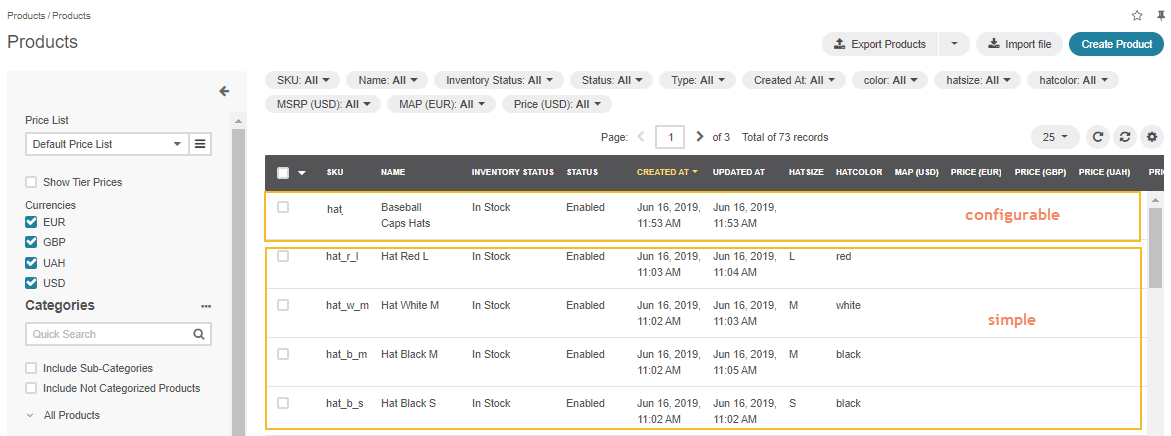 Products / Products
Products
Export Products
Import file
Create Product
SKU: All
Name: All
Inventory Status: All
Status: All
Type: All
Created At: All
color: All
hatsize: All
hatcolor: All
MSRP (USD): All
MAP (EUR): All
Price (USD): All
Price List
Default Price List
Show Tier Prices
Currencies
EUR
GBP
UAH
USD
Categories
Quick Search
Include Sub-Categories
Include Not Categorized Products
All Products
Page: 1 of 3 Total of 73 records
25
SKU NAME INVENTORY STATUS STATUS CREATED AT UPDATED AT HATSIZE HATCOLOR MAP (USD) PRICE (EUR) PRICE (GBP) PRICE (UAH)
hat_ Baseball In Stock Enabled Jun 16, 2019, Jun 16, 2019,
Caps Hats 11:53 AM 11:53 AM
configurable
hat_r_l Hat Red L In Stock Enabled Jun 16, 2019, Jun 16, 2019, L red
11:03 AM 11:04 AM
hat_w_m Hat White M In Stock Enabled Jun 16, 2019, Jun 16, 2019, M white
11:02 AM 11:03 AM
simple
hat_b_m Hat Black M In Stock Enabled Jun 16, 2019, Jun 16, 2019, M black
11:02 AM 11:05 AM
hat_b_s Hat Black S In Stock Enabled Jun 16, 2019, Jun 16, 2019, S black
11:02 AM 11:02 AM